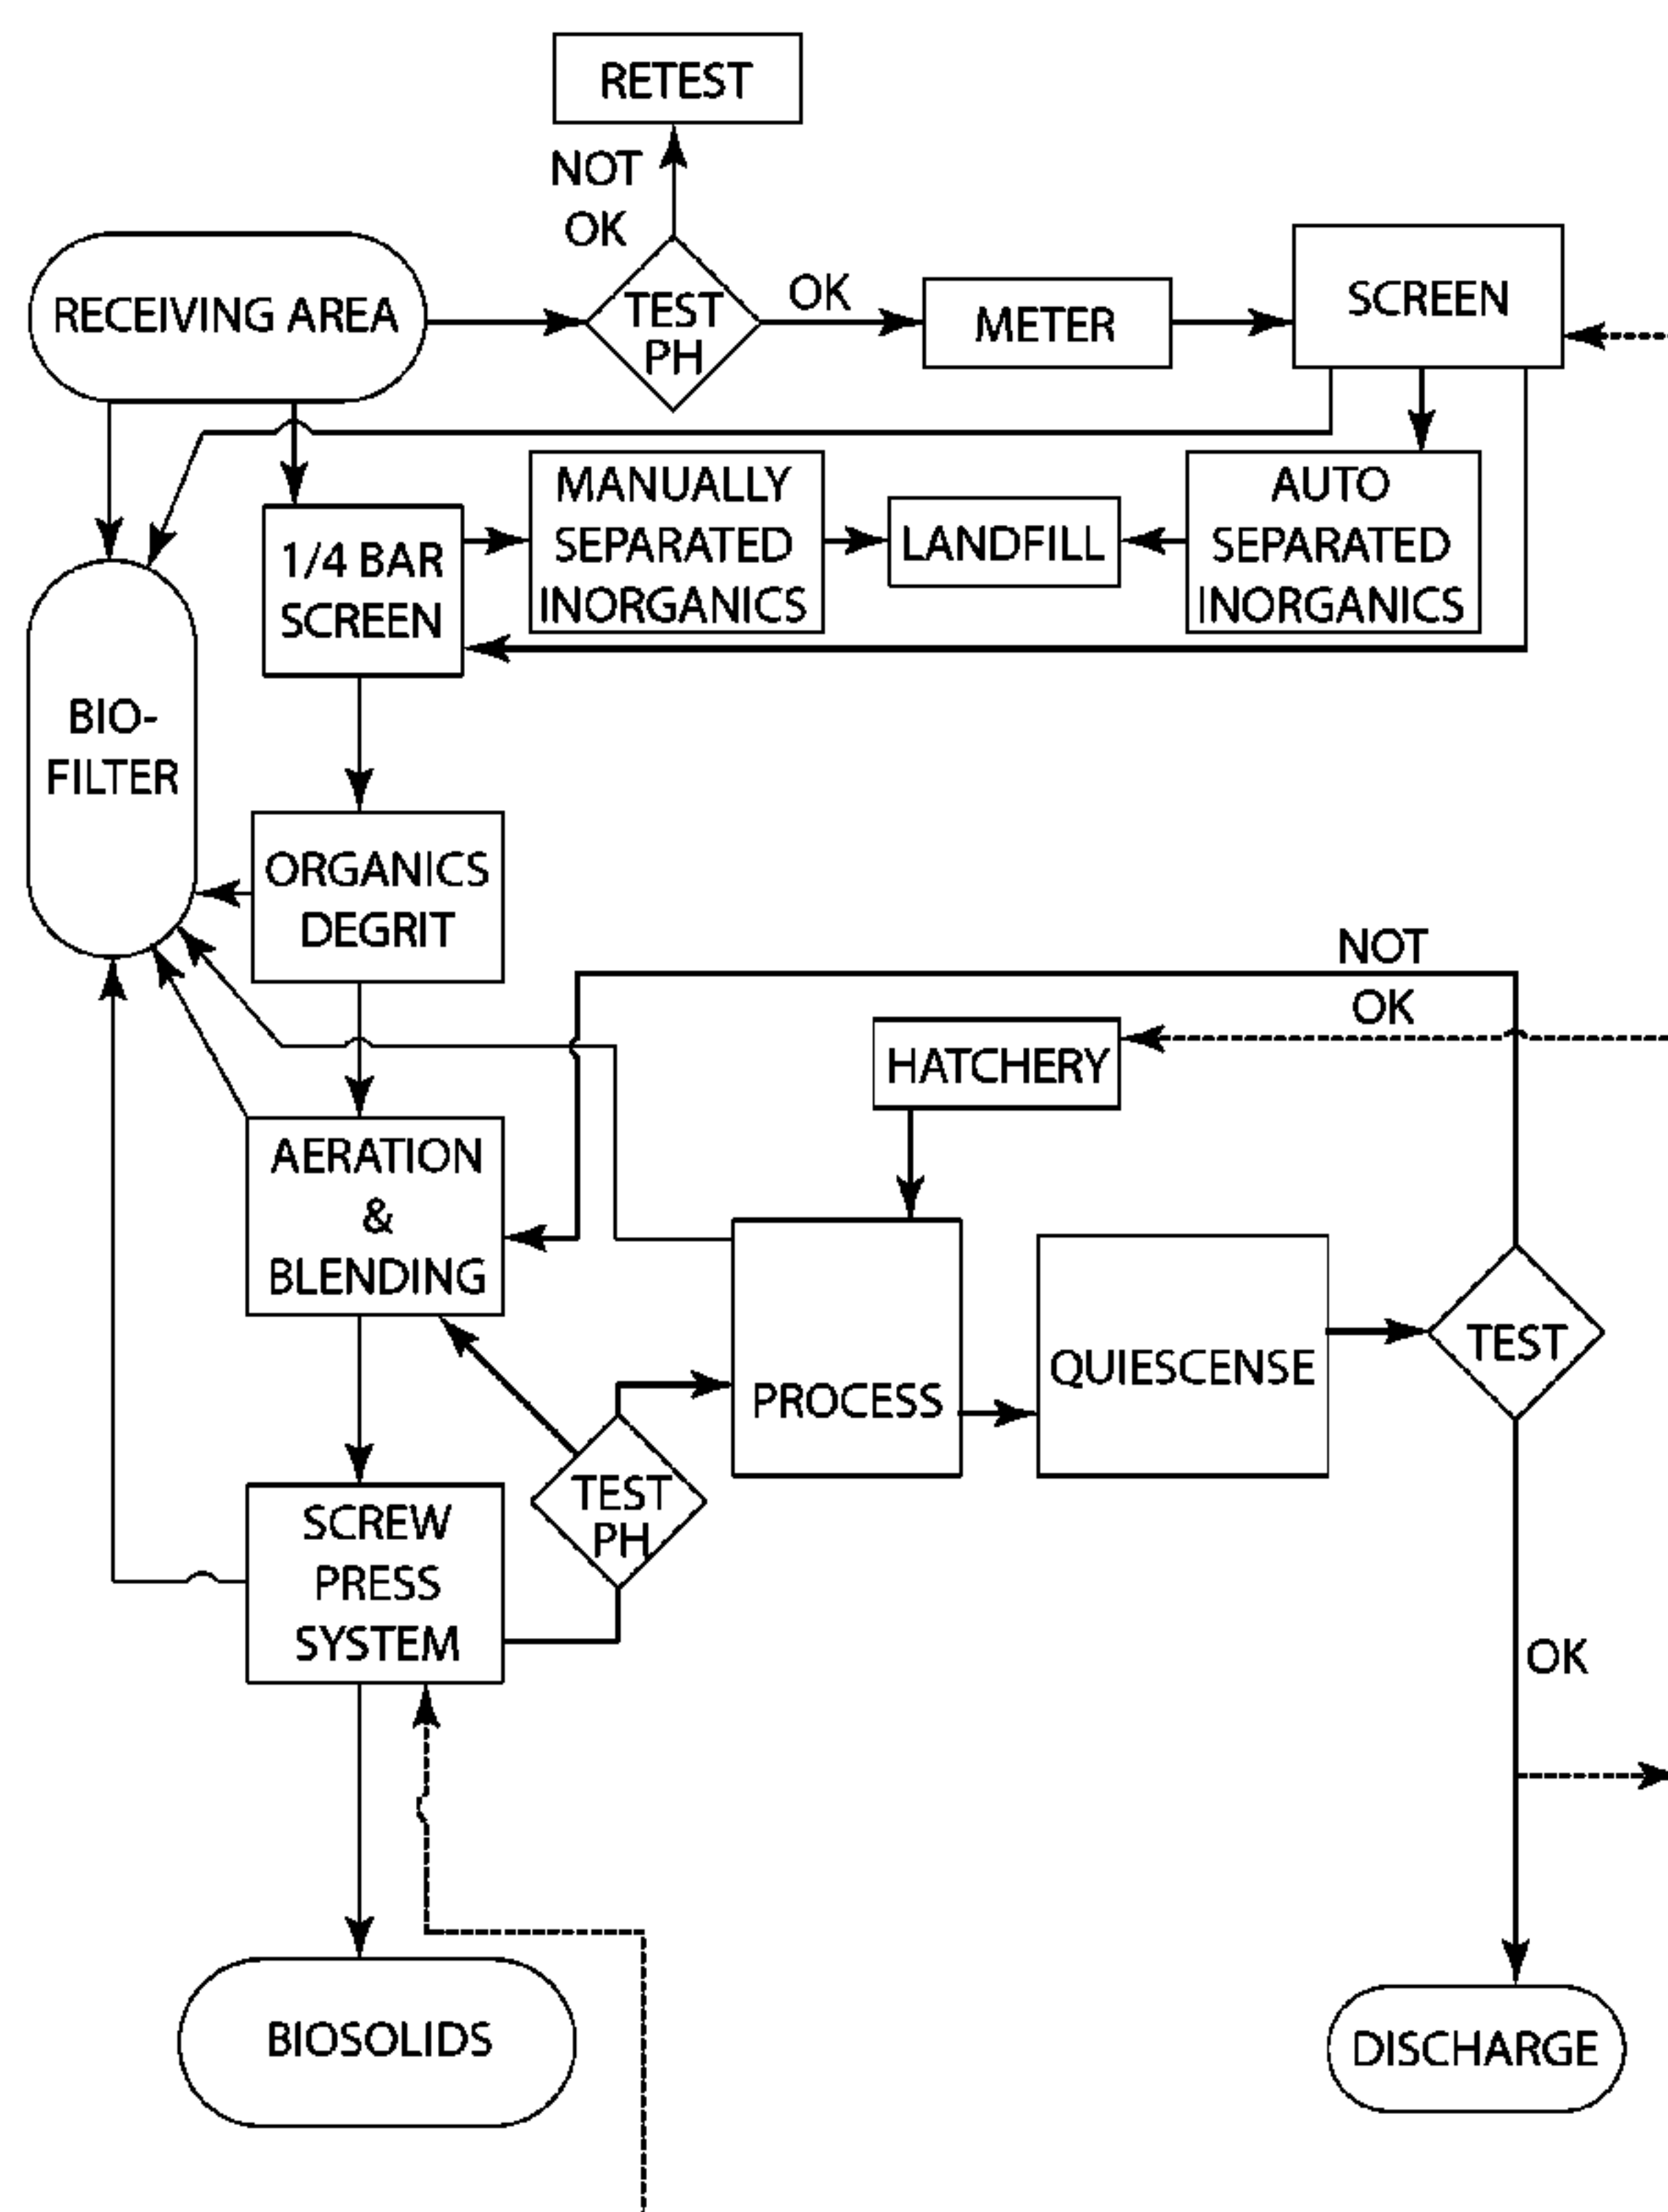 RETEST
NOT
OK
RECEIVING AREA
TEST
PH
OK
METER
SCREEN
MANUALLY
SEPARATED
INORGANICS
LANDFILL
AUTO
SEPARATED
INORGANICS
1/4 BAR
SCREEN
BIO-
FILTER
ORGANICS
DEGRIT
NOT
OK
HATCHERY
AERATION
&
BLENDING
PROCESS
QUIESCENSE
TEST
TEST
PH
SCREW
PRESS
SYSTEM
OK
BIOSOLIDS
DISCHARGE